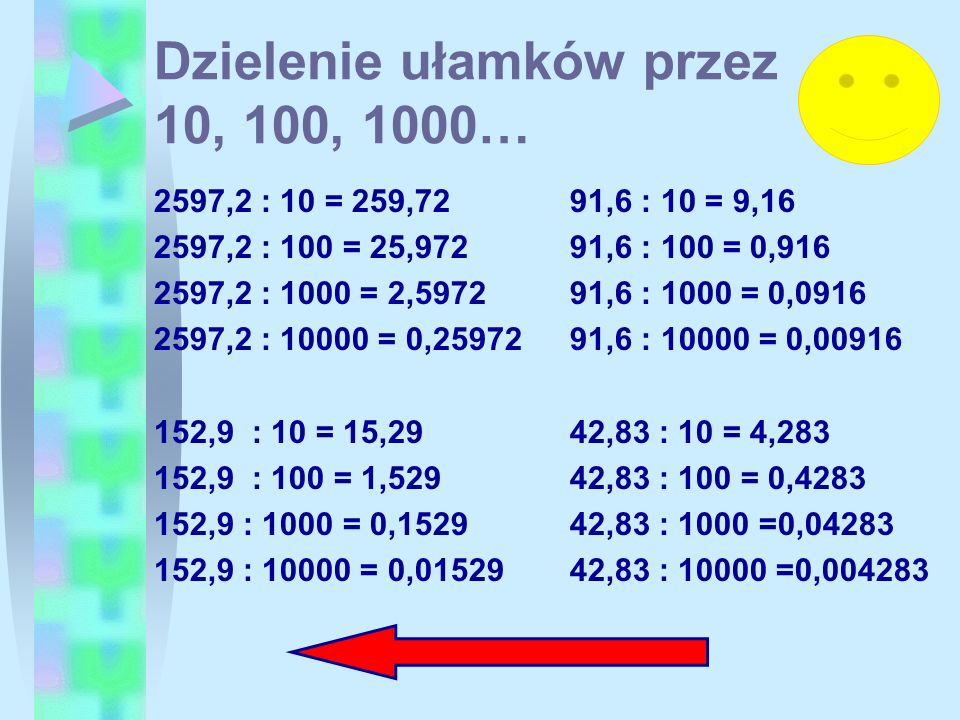 Dzielenie ułamków przez
10, 100, 1000…
2597,2 : 10 = 259,72
2597,2 : 100 = 25,972
2597,2 : 1000 = 2,5972
2597,2 : 10000 = 0,25972
152,9 : 10 = 15,29
152,9 : 100 = 1,529
152,9 : 1000 = 0,1529
152,9 : 10000 = 0,01529
91,6 : 10 = 9,16
91,6 : 100 = 0,916
91,6 : 1000 = 0,0916
91,6 : 10000 = 0,00916
42,83 : 10 = 4,283
42,83 : 100 = 0,4283
42,83 : 1000 =0,04283
42,83 : 10000 =0,004283